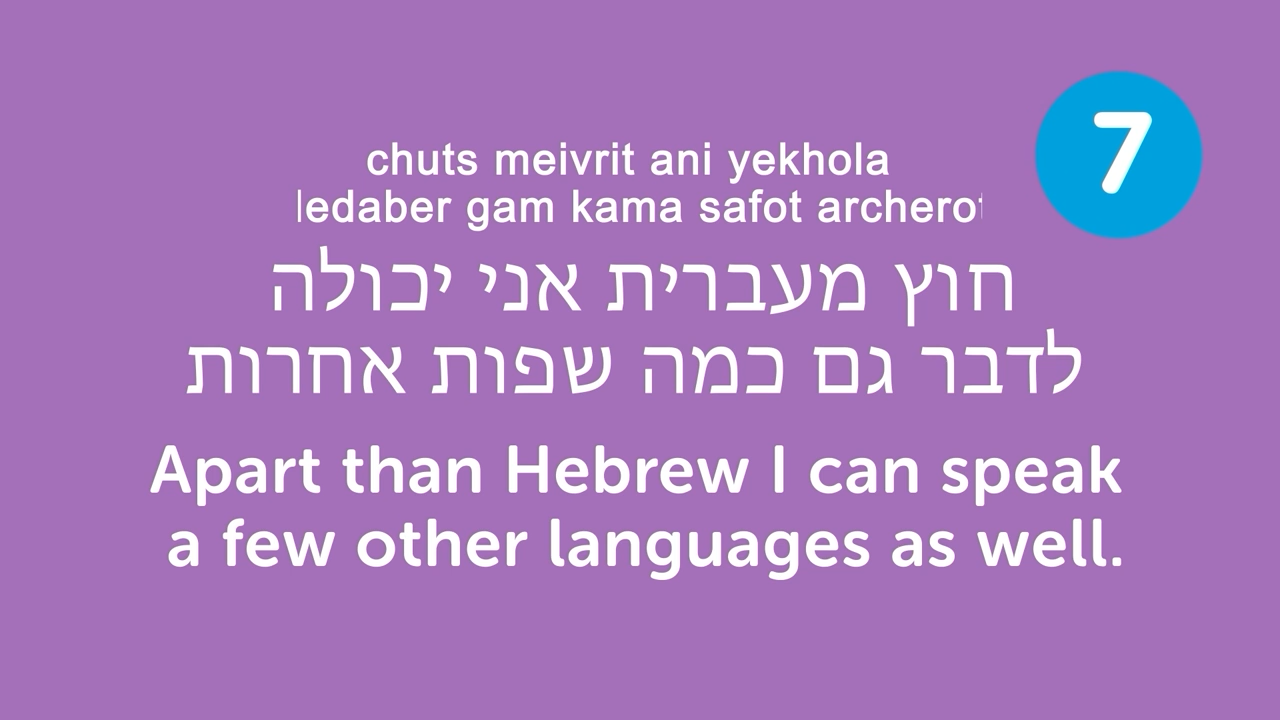 7
chuts meivrit ani yekhola
ledaber gam kama safot archerot
חוץ מעברית אני יכולה
לדבר גם כמה שפות אחרות
Apart than Hebrew I can speak
a few other languages as well.